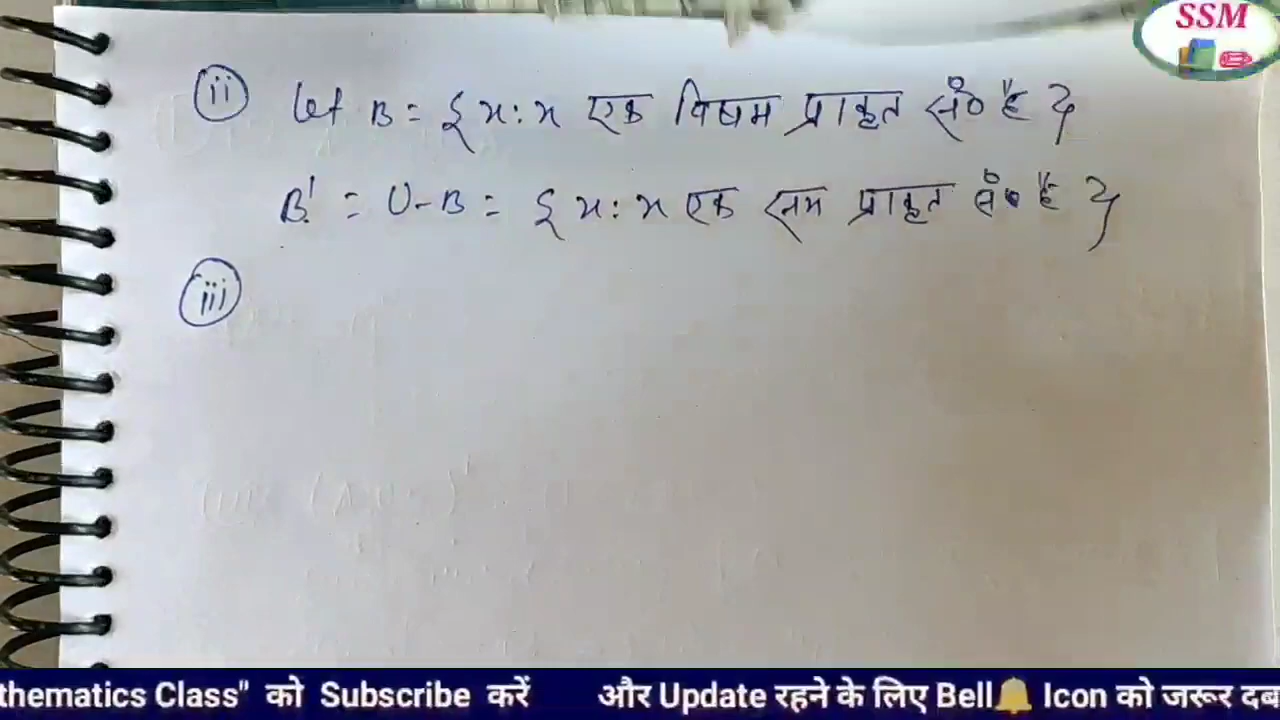 SSM
(ii) let B = {x : x एक विषम प्राकृत सं० है }
B' = U-B = {x : x एक सम प्राकृत सं० है }
(iii)
thematics Class" को Subscribe करें और Update रहने के लिए Bell🔔 Icon को जरूर दब